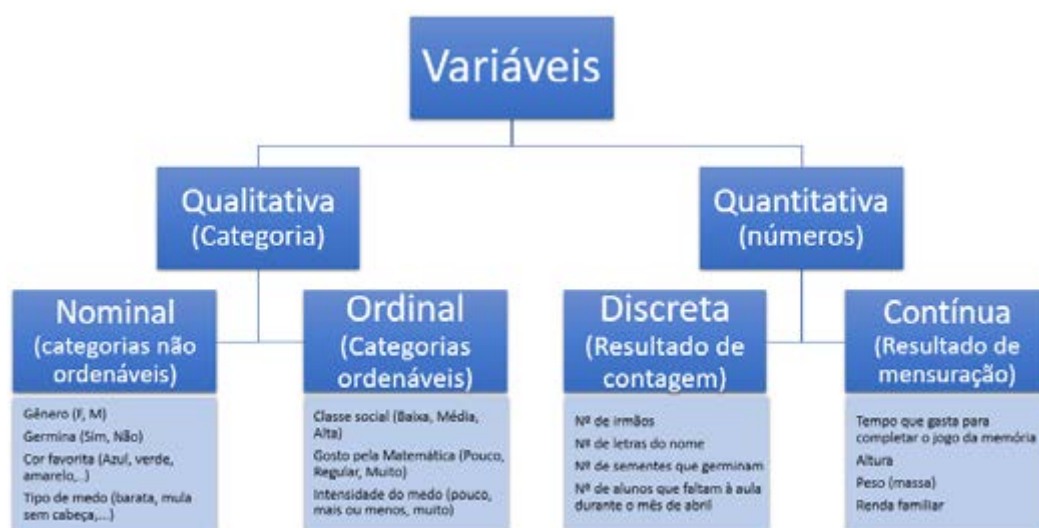 Variáveis
Qualitativa
(Categoria)
Quantitativa
(números)
Nominal
(categorias não
ordenáveis)
Ordinal
(Categorias
ordenáveis)
Discreta
(Resultado de
contagem)
Contínua
(Resultado de
mensuração)
Gênero (F, M)
Germina (Sim, Não)
Cor favorita (Azul, verde,
amarelo,...)
Tipo de medo (barata, mula
sem cabeça,....)
Classe social (Baixa, Média,
Alta)
Gosto pela Matemática (Pouco,
Regular, Muito)
Intensidade do medo (pouco,
mais ou menos, muito)
Nº de irmãos
Nº de letras do nome
Nº de sementes que germinam
Nº de alunos que faltam à aula
durante o mês de abril
Tempo que gasta para
completar o jogo da memória
Altura
Peso (massa)
Renda familiar